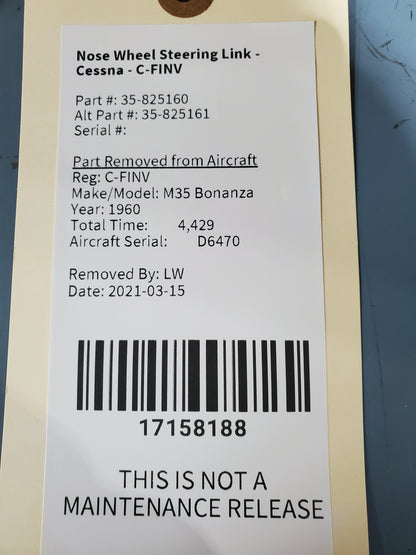 Nose Wheel Steering Link -
Cessna - C-FINV
Part #: 35-825160
Alt Part #: 35-825161
Serial #:
Part Removed from Aircraft
Reg: C-FINV
Make/Model: M35 Bonanza
Year: 1960
Total Time: 4,429
Aircraft Serial: D6470
Removed By: LW
Date: 2021-03-15
17158188
THIS IS NOT A
MAINTENANCE RELEASE